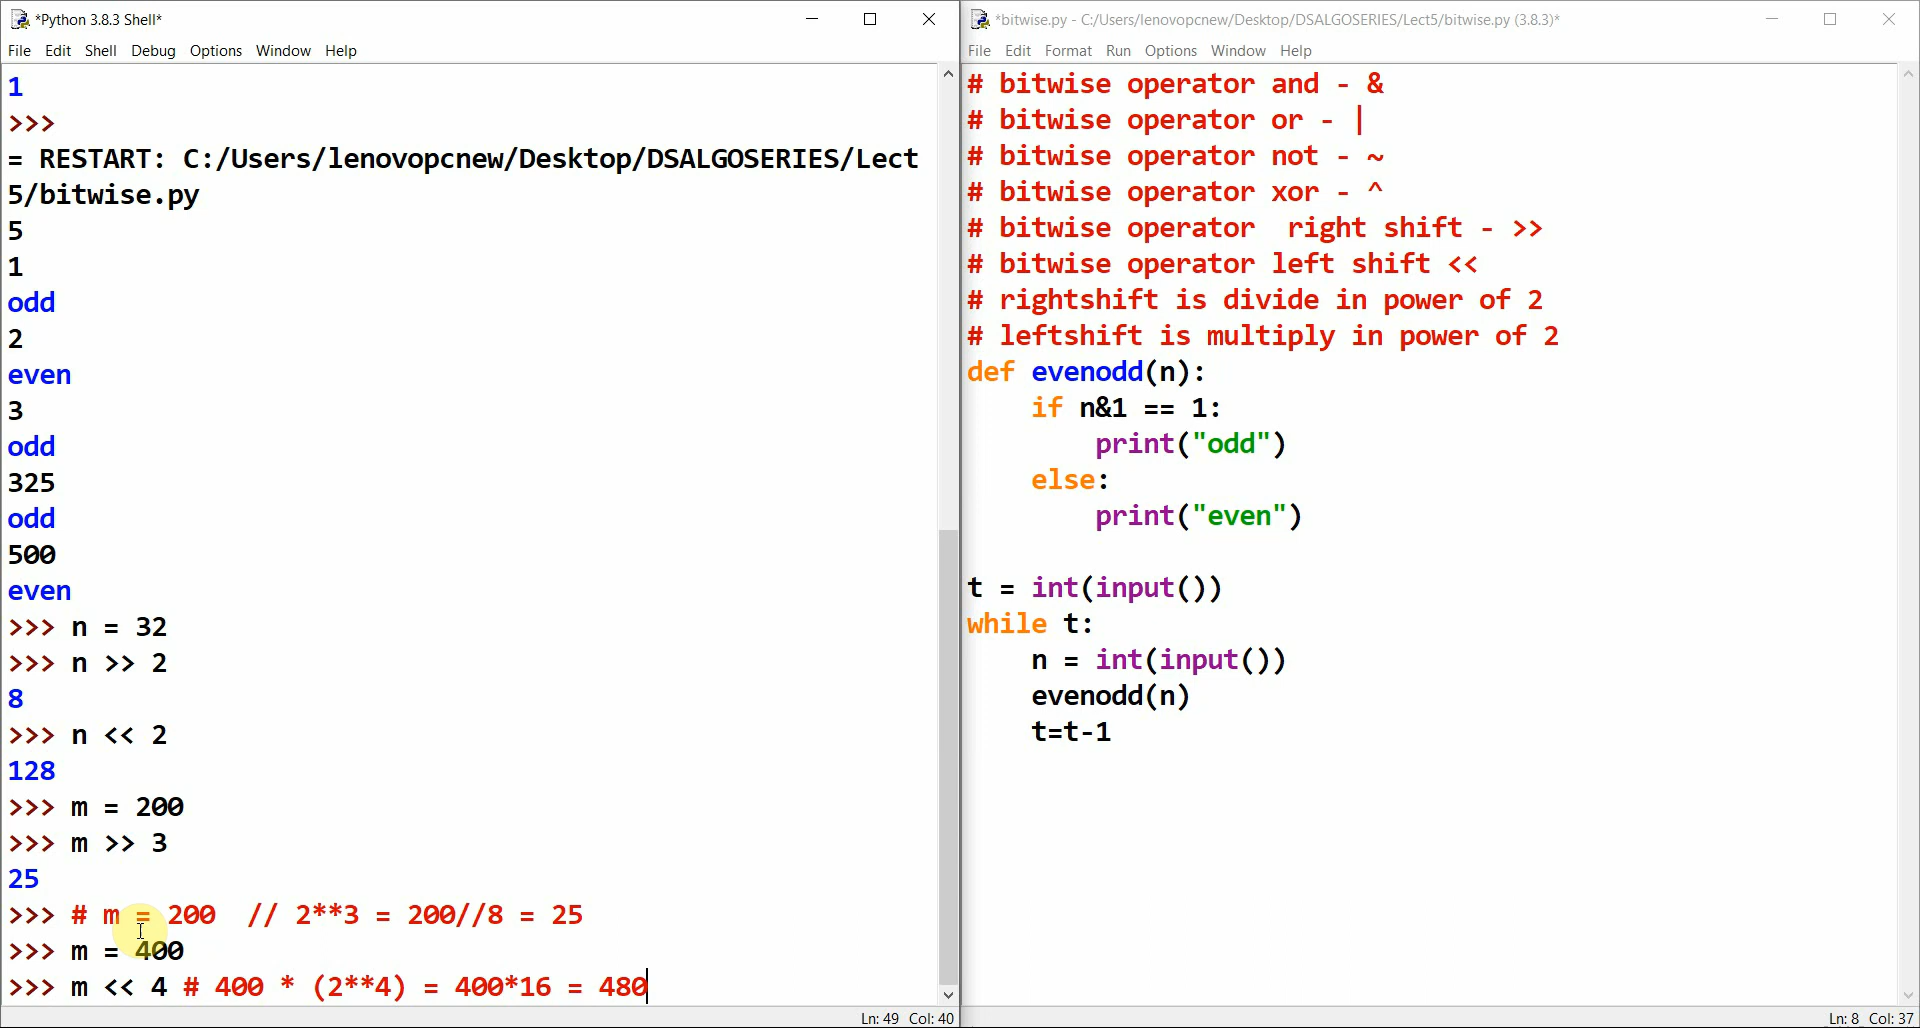 *Python 3.8.3 Shell*
File Edit Shell Debug Options Window Help
1
>>>
= RESTART: C:/Users/lenovopcnew/Desktop/DSALGOSERIES/Lect
5/bitwise.py
5
1
odd
2
even
3
odd
325
odd
500
even
>>> n = 32
>>> n >> 2
8
>>> n << 2
128
>>> m = 200
>>> m >> 3
25
>>> # m = 200  // 2**3 = 200//8 = 25
>>> m = 400
>>> m << 4 # 400 * (2**4) = 400*16 = 480
Ln: 49 Col: 40
*bitwise.py - C:/Users/lenovopcnew/Desktop/DSALGOSERIES/Lect5/bitwise.py (3.8.3)*
File Edit Format Run Options Window Help
# bitwise operator and - &
# bitwise operator or - |
# bitwise operator not - ~
# bitwise operator xor - ^
# bitwise operator  right shift - >>
# bitwise operator left shift <<
# rightshift is divide in power of 2
# leftshift is multiply in power of 2
def evenodd(n):
    if n&1 == 1:
        print("odd")
    else:
        print("even")
t = int(input())
while t:
    n = int(input())
    evenodd(n)
    t=t-1
Ln: 8 Col: 37